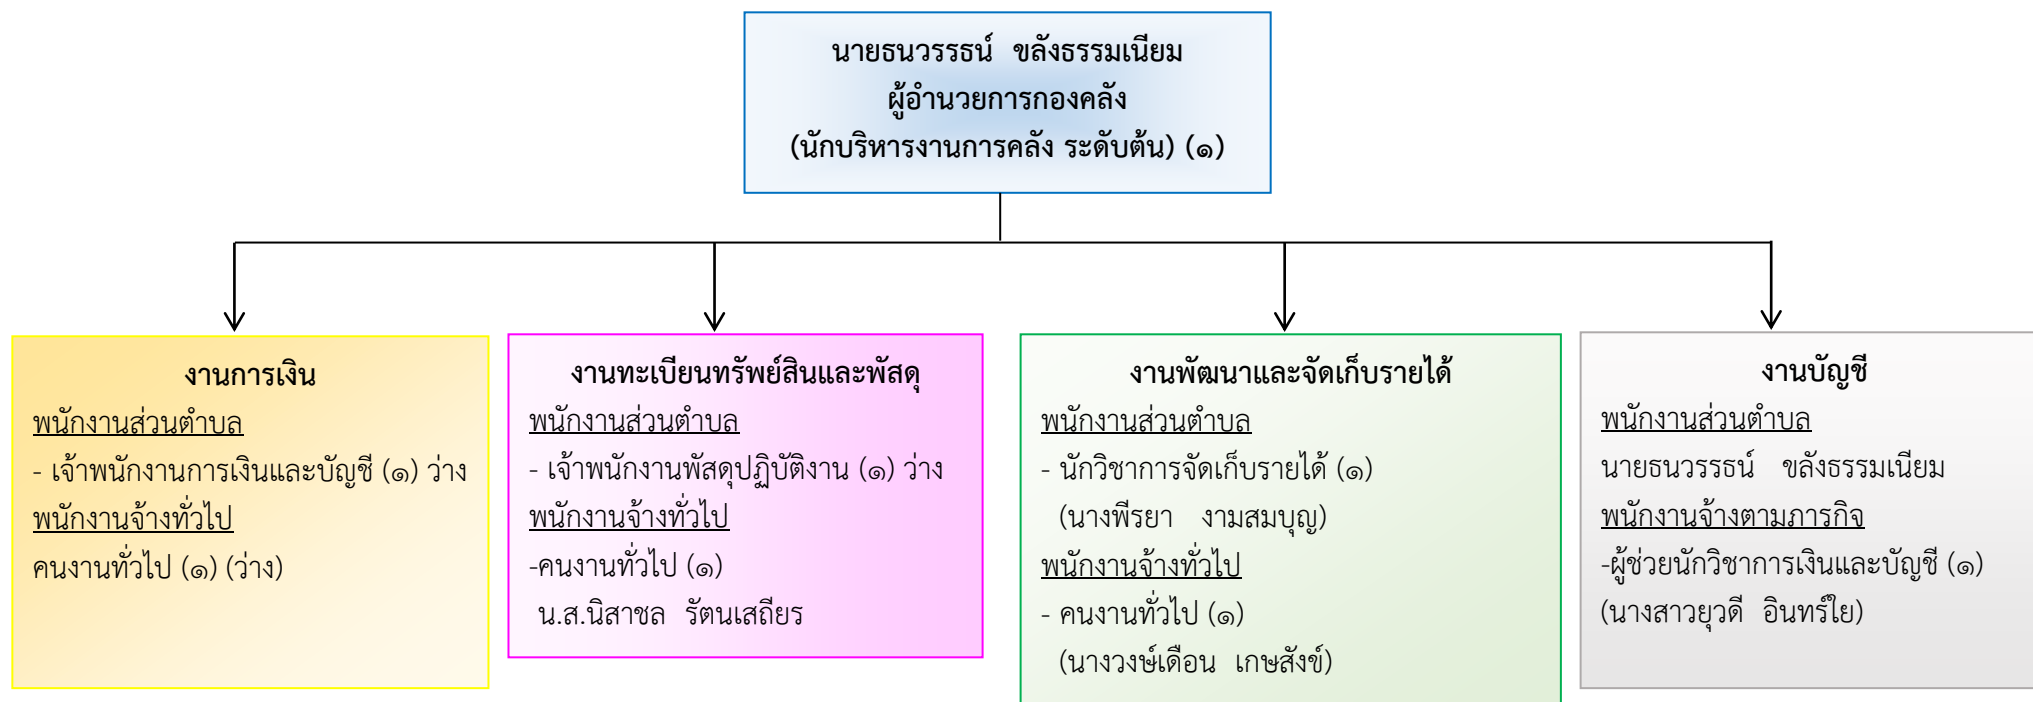 นายธนวรรธน์ ขลังธรรมเนียม
ผู้อำนวยการกองคลัง
(นักบริหารงานการคลัง ระดับต้น) (๑)
งานการเงิน
พนักงานส่วนตำบล
- เจ้าพนักงานการเงินและบัญชี (๑) ว่าง
พนักงานจ้างทั่วไป
คนงานทั่วไป (๑) (ว่าง)
งานทะเบียนทรัพย์สินและพัสดุ
พนักงานส่วนตำบล
- เจ้าพนักงานพัสดุปฏิบัติงาน (๑) ว่าง
พนักงานจ้างทั่วไป
-คนงานทั่วไป (๑)
น.ส.นิสาชล รัตนเสถียร
งานพัฒนาและจัดเก็บรายได้
พนักงานส่วนตำบล
- นักวิชาการจัดเก็บรายได้ (๑)
(นางพีรยา งามสมบุญ)
พนักงานจ้างทั่วไป
- คนงานทั่วไป (๑)
(นางวงษ์เดือน เกษสังข์)
งานบัญชี
พนักงานส่วนตำบล
นายธนวรรธน์ ขลังธรรมเนียม
พนักงานจ้างตามภารกิจ
-ผู้ช่วยนักวิชาการเงินและบัญชี (๑)
(นางสาวยุวดี อินทร์ใย)